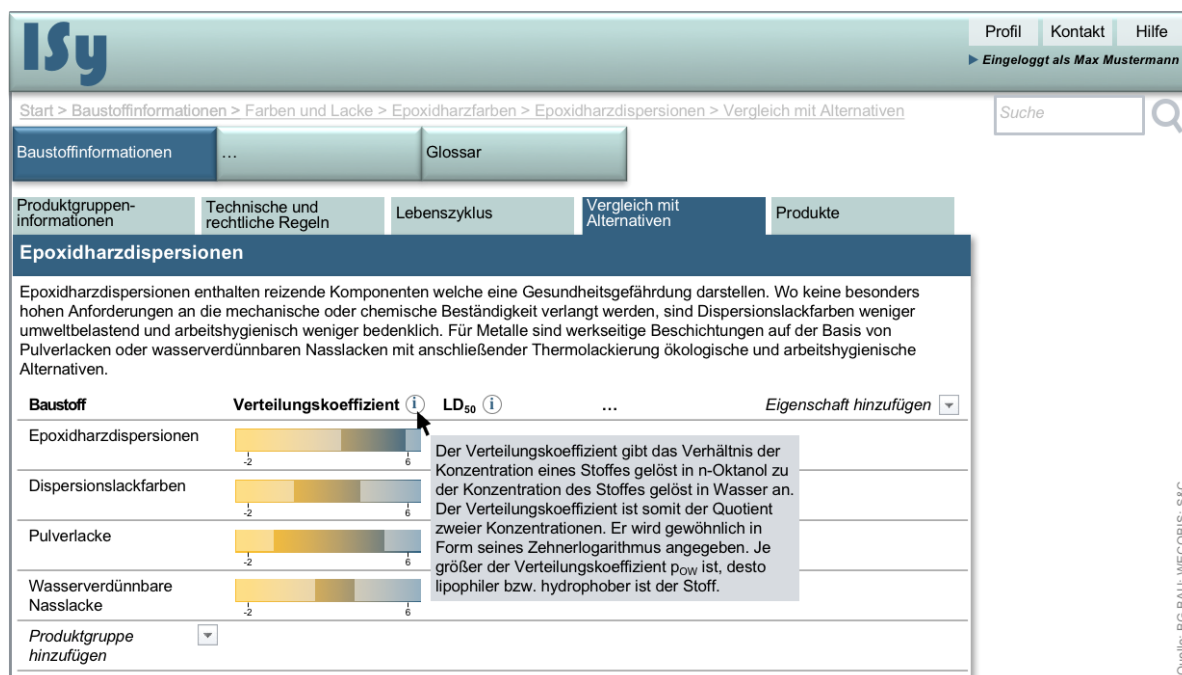 ISy
Profil Kontakt Hilfe
Eingeloggt als Max Mustermann
Start > Baustoffinformationen > Farben und Lacke > Epoxidharzfarben > Epoxidharzdispersionen > Vergleich mit Alternativen
Suche
Baustoffinformationen
...
Glossar
Produktgruppen-
informationen
Technische und
rechtliche Regeln
Lebenszyklus
Vergleich mit
Alternativen
Produkte
Epoxidharzdispersionen
Epoxidharzdispersionen enthalten reizende Komponenten welche eine Gesundheitsgefährdung darstellen. Wo keine besonders
hohen Anforderungen an die mechanische oder chemische Beständigkeit verlangt werden, sind Dispersionslackfarben weniger
umweltbelastend und arbeitshygienisch weniger bedenklich. Für Metalle sind werkseitige Beschichtungen auf der Basis von
Pulverlacken oder wasserverdünnbaren Nasslacken mit anschließender Thermolackierung ökologische und arbeitshygienische
Alternativen.
Baustoff Verteilungskoeffizient i LD50 i ... Eigenschaft hinzufügen
Epoxidharzdispersionen
-2 6
Dispersionslackfarben
-2 6
Pulverlacke
-2 6
Wasserverdünnbare
Nasslacke
-2 6
Produktgruppe
hinzufügen
Der Verteilungskoeffizient gibt das Verhältnis der
Konzentration eines Stoffes gelöst in n-Oktanol zu
der Konzentration des Stoffes gelöst in Wasser an.
Der Verteilungskoeffizient ist somit der Quotient
zweier Konzentrationen. Er wird gewöhnlich in
Form seines Zehnerlogarithmus angegeben. Je
größer der Verteilungskoeffizient pOW ist, desto
lipophiler bzw. hydrophober ist der Stoff.
Quelle: BG BAU; WECOBIS; S&C